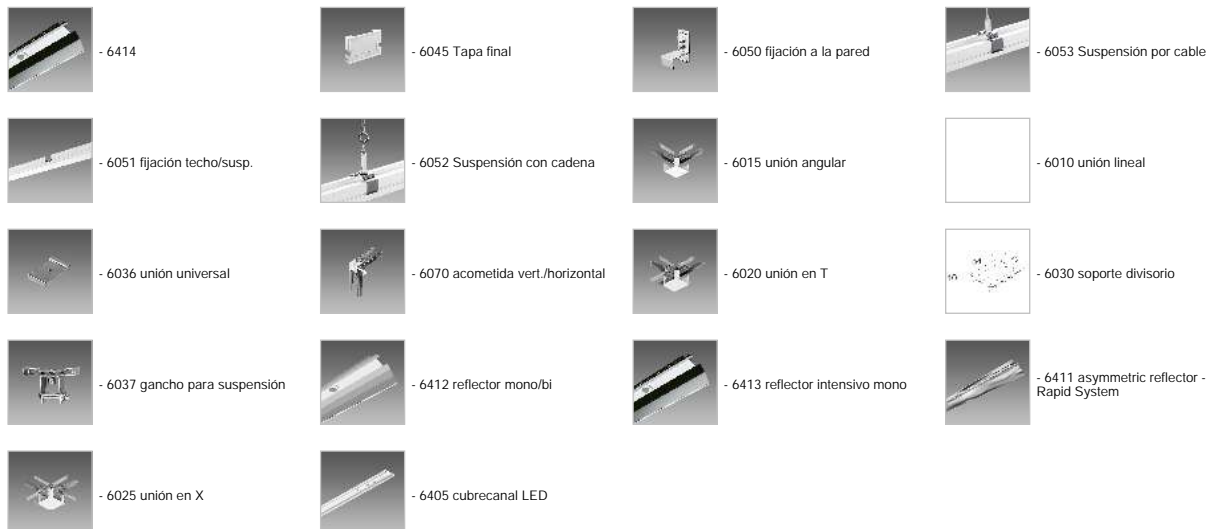 - 6414
- 6045 Tapa final
- 6050 fijación a la pared
- 6053 Suspensión por cable
- 6051 fijación techo/susp.
- 6052 Suspensión con cadena
- 6015 unión angular
- 6010 unión lineal
- 6036 unión universal
- 6070 acometida vert./horizontal
- 6020 unión en T
- 6030 soporte divisorio
- 6037 gancho para suspensión
- 6412 reflector mono/bi
- 6413 reflector intensivo mono
- 6411 asymmetric reflector -
Rapid System
- 6025 unión en X
- 6405 cubrecanal LED